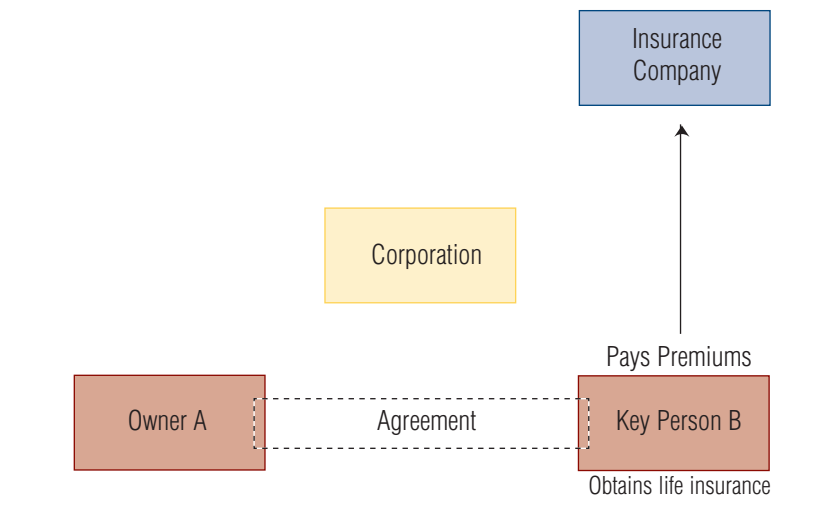 Insurance
Company
Corporation
Pays Premiums
Owner A
Agreement
Key Person B
Obtains life insurance